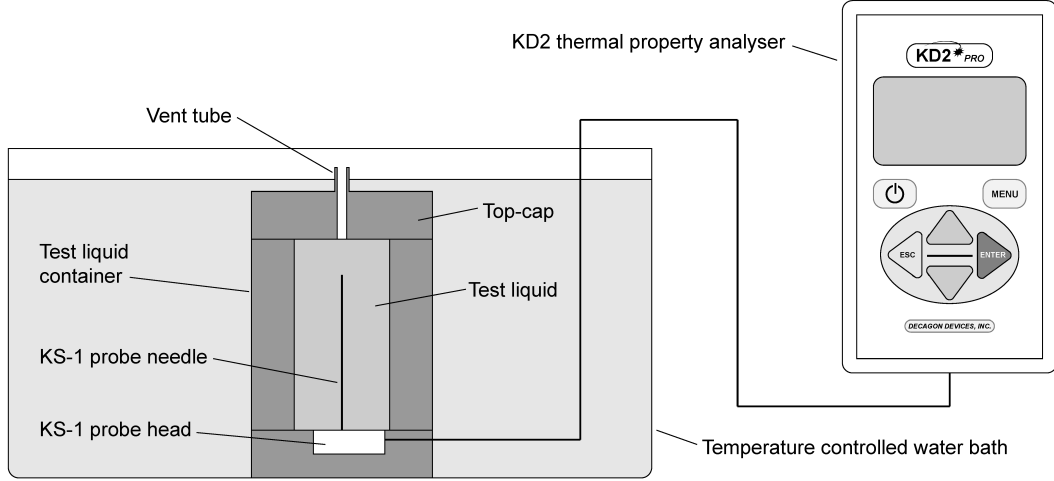 KD2 thermal property analyser
KD2 PRO
Vent tube
MENU
Top-cap
Test liquid
container
ESC
ENTER
Test liquid
DECAGON DEVICES, INC.
KS-1 probe needle
KS-1 probe head
Temperature controlled water bath